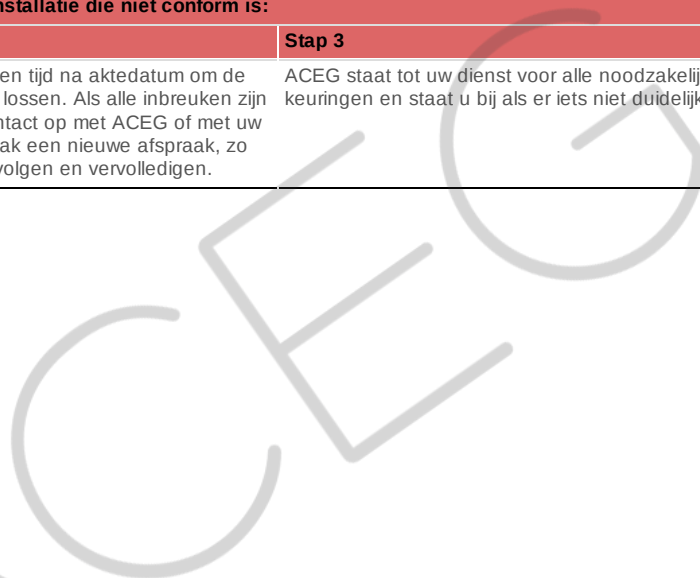 nstallatie die niet conform is:
Stap 3
en tijd na aktedatum om de
lossen. Als alle inbreuken zijn
ntact op met ACEG of met uw
ak een nieuwe afspraak, zo
volgen en vervolledigen.
ACEG staat tot uw dienst voor alle noodzakelij
keuringen en staat u bij als er iets niet duidelijk
CEG